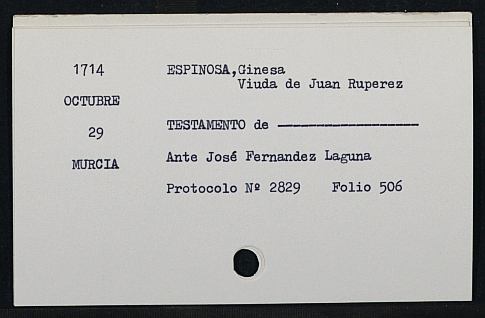 1714 ESPINOSA,Ginesa
Viuda de Juan Ruperez
OCTUBRE
29 TESTAMENTO de ------------------
MURCIA Ante José Fernandez Laguna
Protocolo Nº 2829 Folio 506